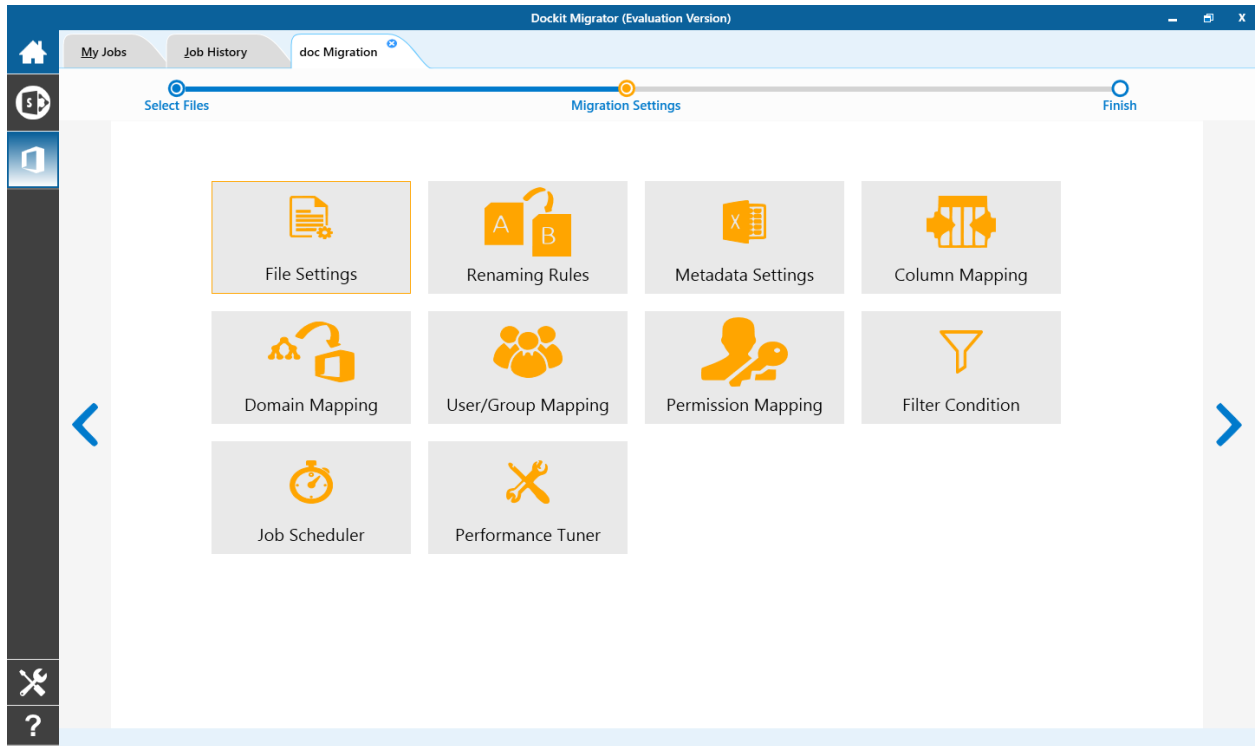 Dockit Migrator (Evaluation Version)
X
My Jobs
Job History
doc Migration
Select Files
Migration Settings
Finish
S
A
B
X
File Settings
Renaming Rules
Metadata Settings
Column Mapping
Domain Mapping
User/Group Mapping
Permission Mapping
Filter Condition
Job Scheduler
Performance Tuner
?